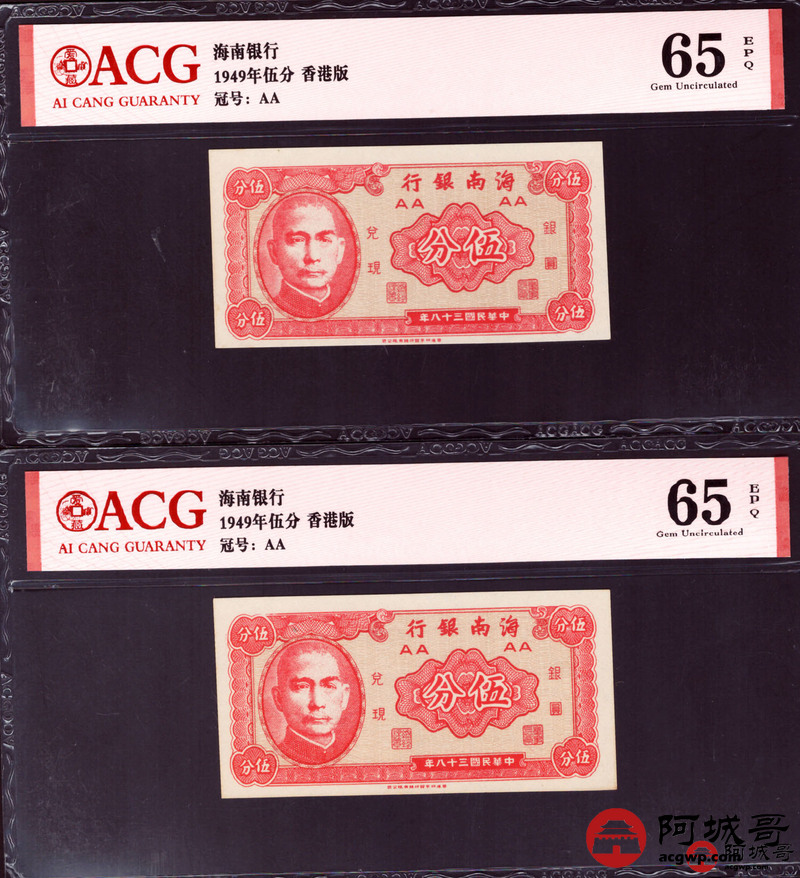 ACG
AI CANG GUARANTY
海南银行
1949年伍分 香港版
冠号：AA
65
EPQ
Gem Uncirculated
分伍
行銀南海
分伍
AA
AA
兌現
分伍
銀圓
分伍
年八十三國民華中
分伍
ACG
AI CANG GUARANTY
海南银行
1949年伍分 香港版
冠号：AA
65
EPQ
Gem Uncirculated
分伍
行銀南海
分伍
AA
AA
兌現
分伍
銀圓
分伍
年八十三國民華中
分伍
阿城哥
acgwp.com
阿城哥
acgwp.com